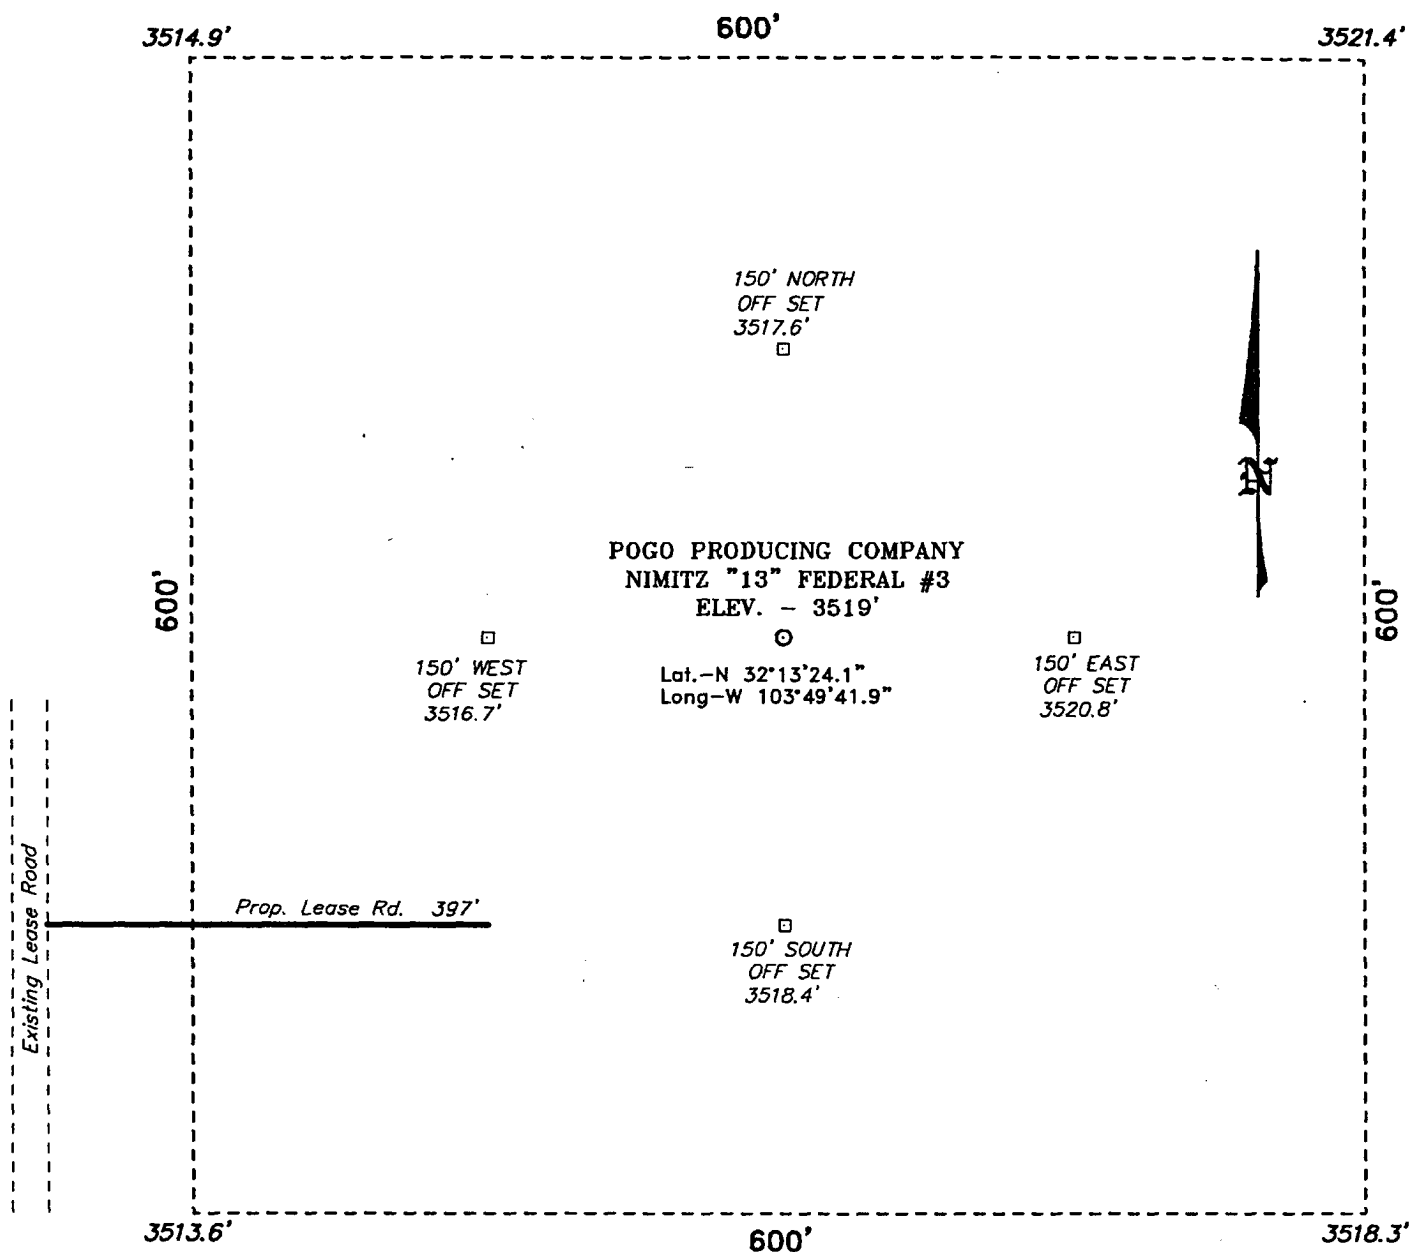 600'
3514.9'
3521.4'
150' NORTH
OFF SET
3517.6'
N
POGO PRODUCING COMPANY
NIMITZ "13" FEDERAL #3
ELEV. - 3519'
600'
600'
150' WEST
OFF SET
3516.7'
Lat.-N 32°13'24.1"
Long-W 103°49'41.9"
150' EAST
OFF SET
3520.8'
Existing Lease Road
Prop. Lease Rd. 397'
150' SOUTH
OFF SET
3518.4'
3513.6'
600'
3518.3'